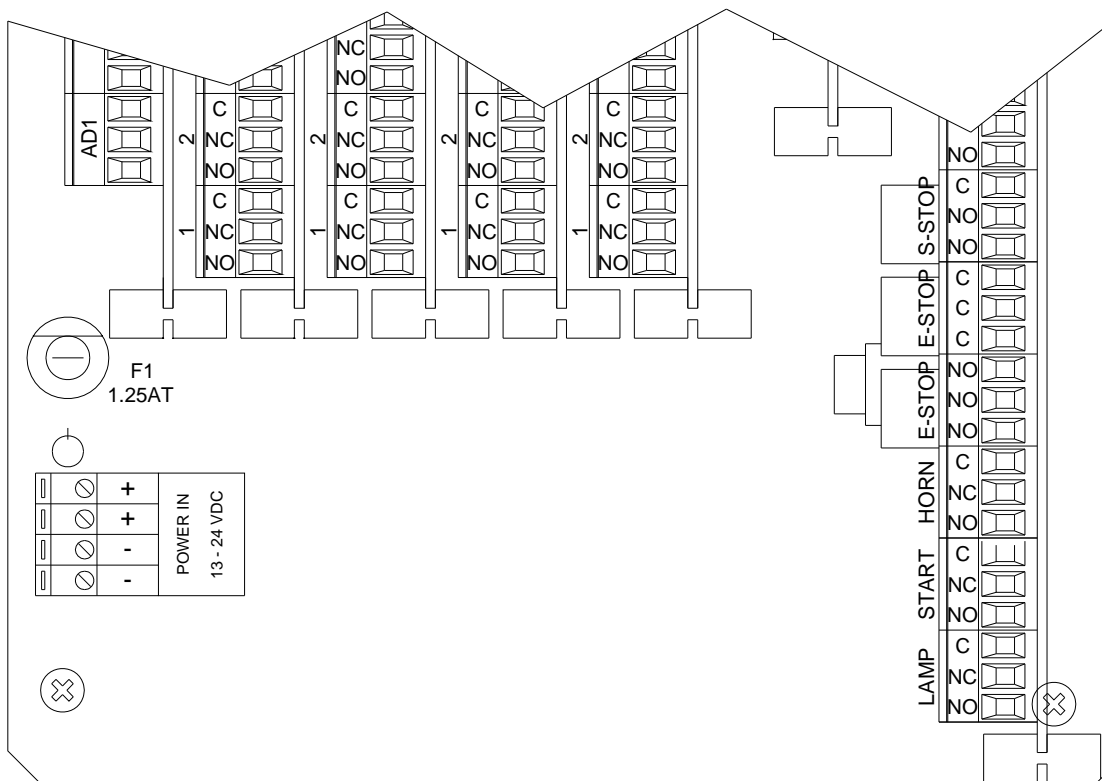 NC
NO
AD1
2
C
NC
NO
1
C
NC
NO
2
C
NC
NO
1
C
NC
NO
2
C
NC
NO
1
C
NC
NO
2
C
NC
NO
1
C
NC
NO
NO
S-STOP
C
NO
NO
E-STOP
C
C
C
E-STOP
NO
NO
NO
HORN
C
NC
NO
START
C
NC
NO
LAMP
C
NC
NO
F1
1.25AT
+
+
-
-
POWER IN
13 - 24 VDC